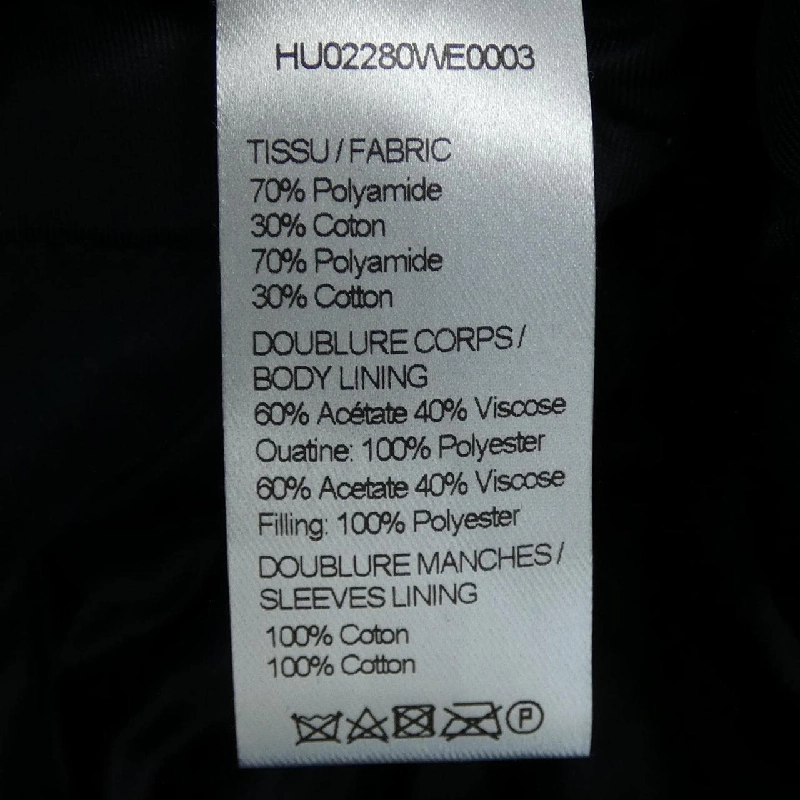 HU02280WE0003
TISSU / FABRIC
70% Polyamide
30% Coton
70% Polyamide
30% Cotton
DOUBLURE CORPS /
BODY LINING
60% Acétate 40% Viscose
Ouatine: 100% Polyester
60% Acetate 40% Viscose
Filling: 100% Polyester
DOUBLURE MANCHES /
SLEEVES LINING
100% Coton
100% Cotton
P